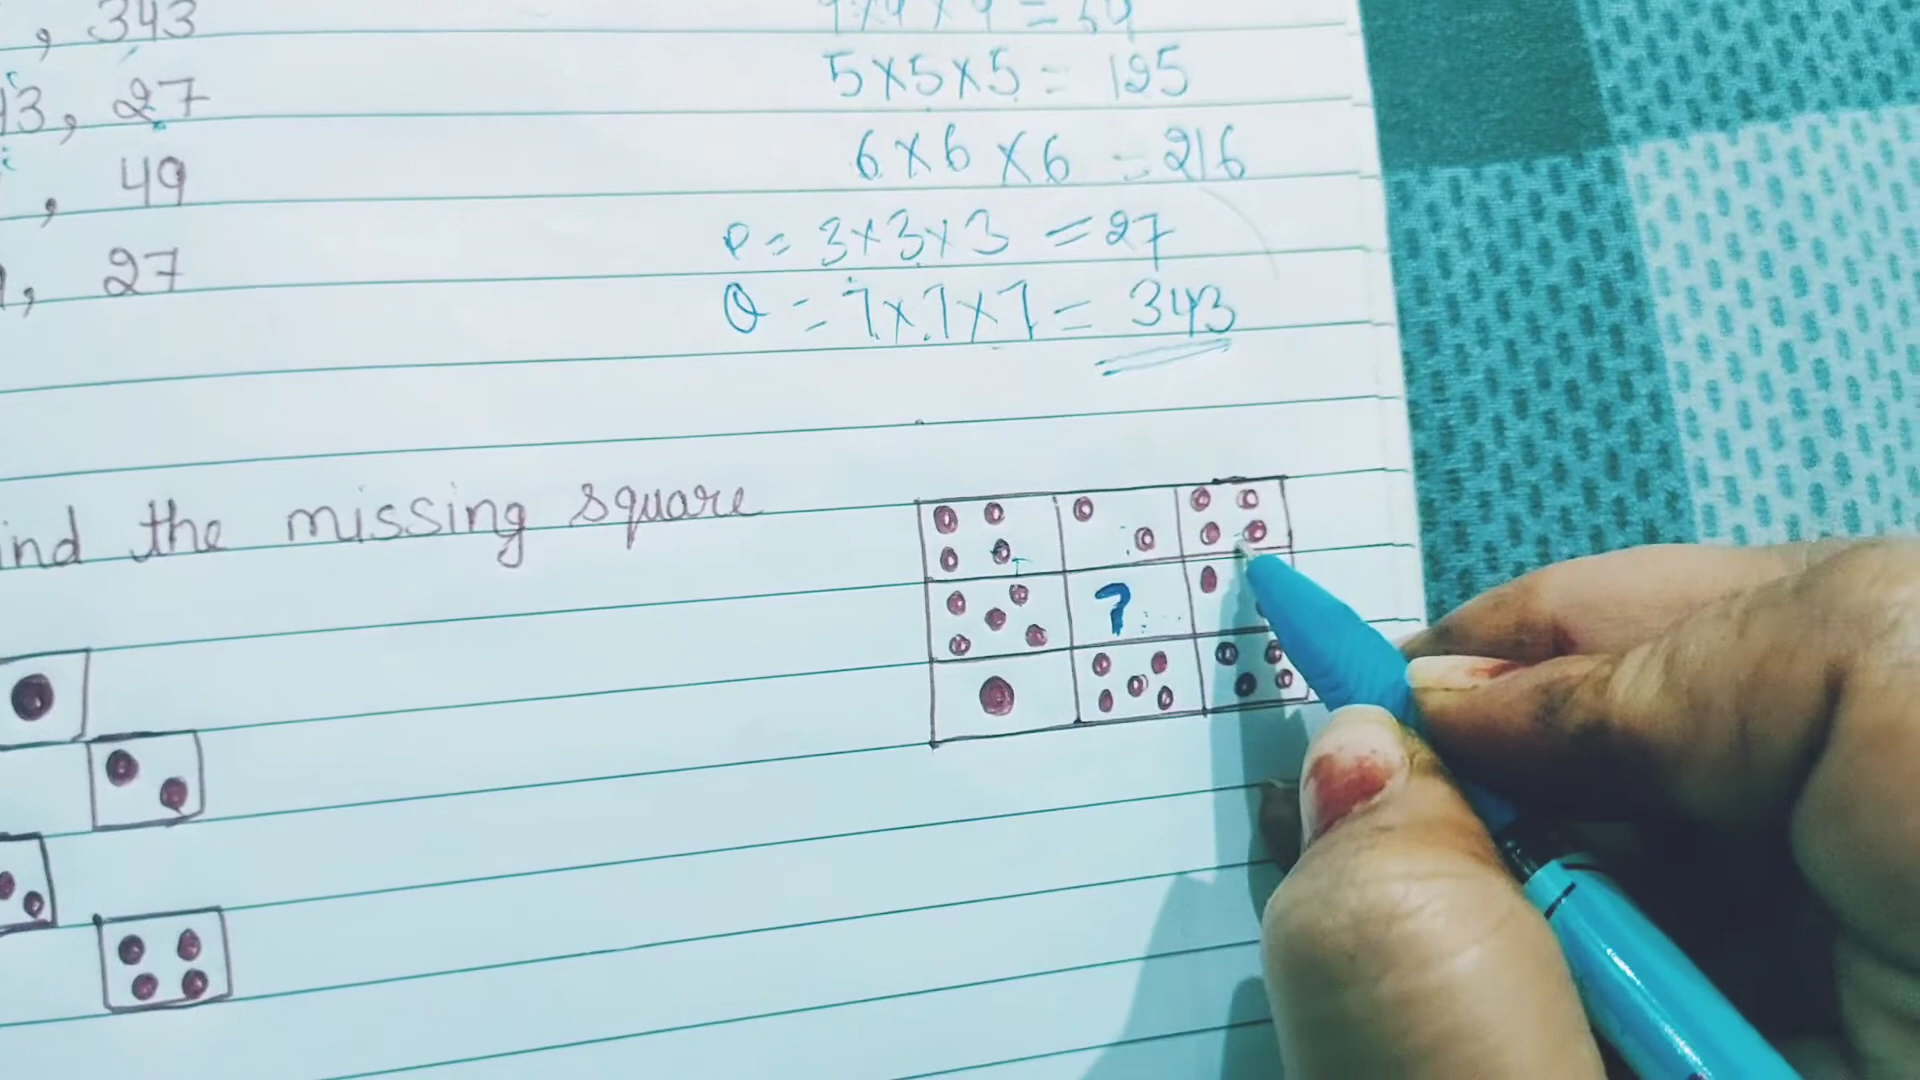 , 343
5×5×5 = 125
43, 27
6×6×6 = 216
, 49
P = 3×3×3 = 27
, 27
Q = 7×7×7 = 343
ind the missing square
?